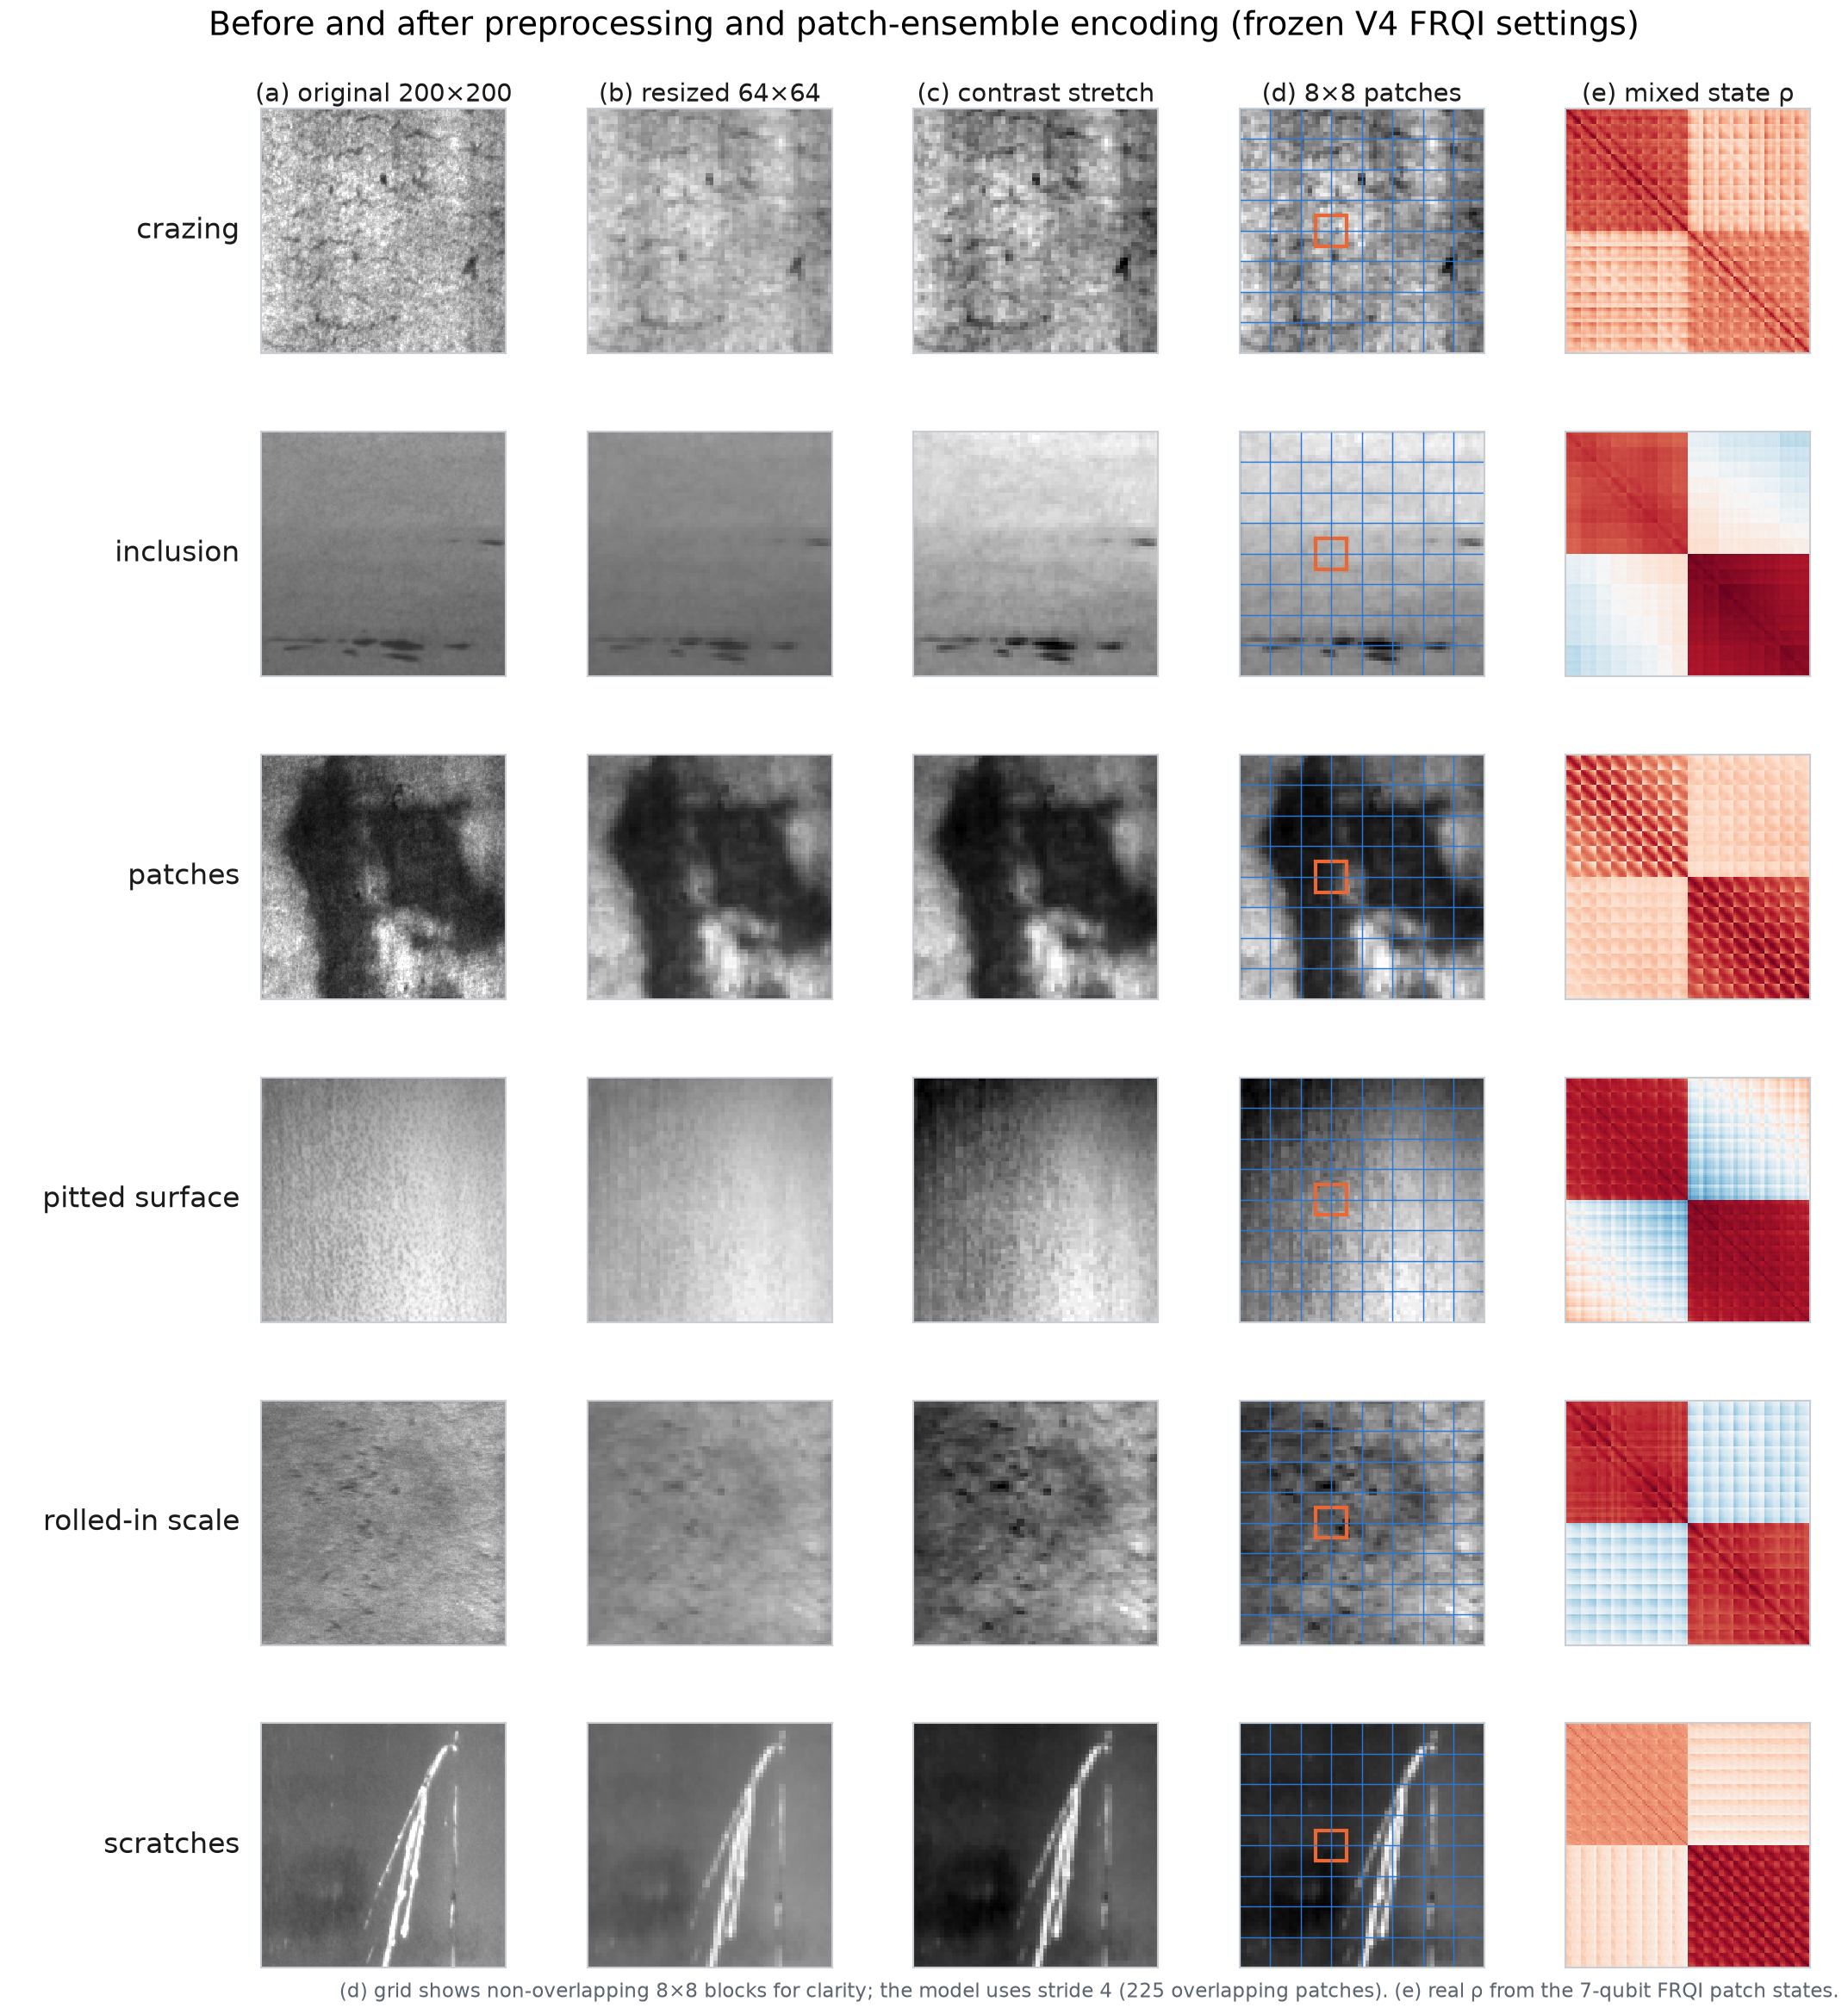 Before and after preprocessing and patch-ensemble encoding (frozen V4 FRQI settings)
(a) original 200×200
(b) resized 64×64
(c) contrast stretch
(d) 8×8 patches
(e) mixed state ρ
crazing
inclusion
patches
pitted surface
rolled-in scale
scratches
(d) grid shows non-overlapping 8×8 blocks for clarity; the model uses stride 4 (225 overlapping patches). (e) real ρ from the 7-qubit FRQI patch states.